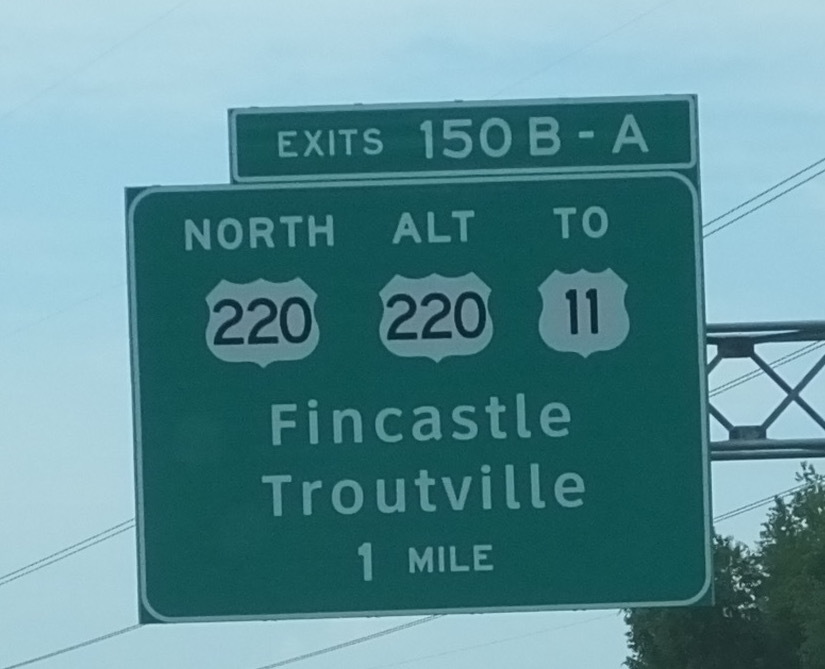 EXITS 150 B - A
NORTH ALT TO
220 220 11
Fincastle
Troutville
1 MILE